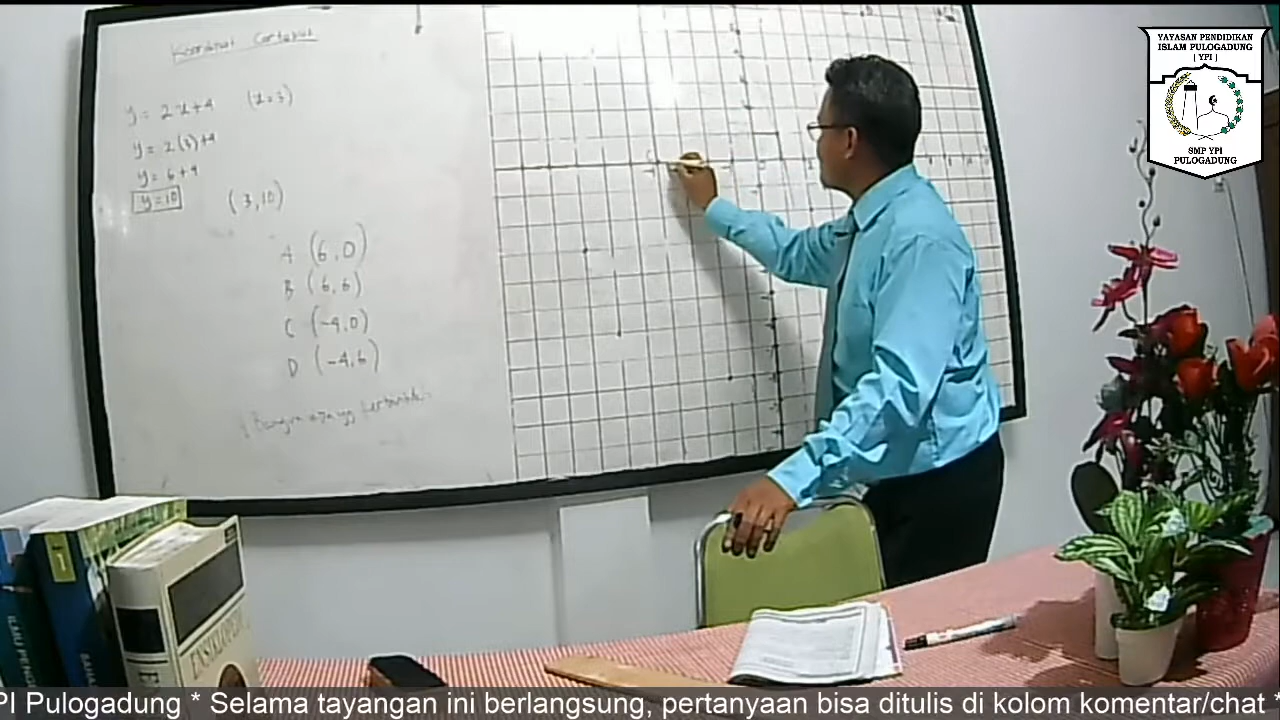 Koordinat Cartesius
y = 2x+4 (x=3)
y = 2(3)+4
y = 6+4
y=10 (3,10)
A (6,0)
B (6,6)
C (-4,0)
D (-4,6)
YAYASAN PENDIDIKAN
ISLAM PULOGADUNG
( YPI )
SMP YPI
PULOGADUNG
ENSIKLOPEDI
PI Pulogadung * Selama tayangan ini berlangsung, pertanyaan bisa ditulis di kolom komentar/chat *